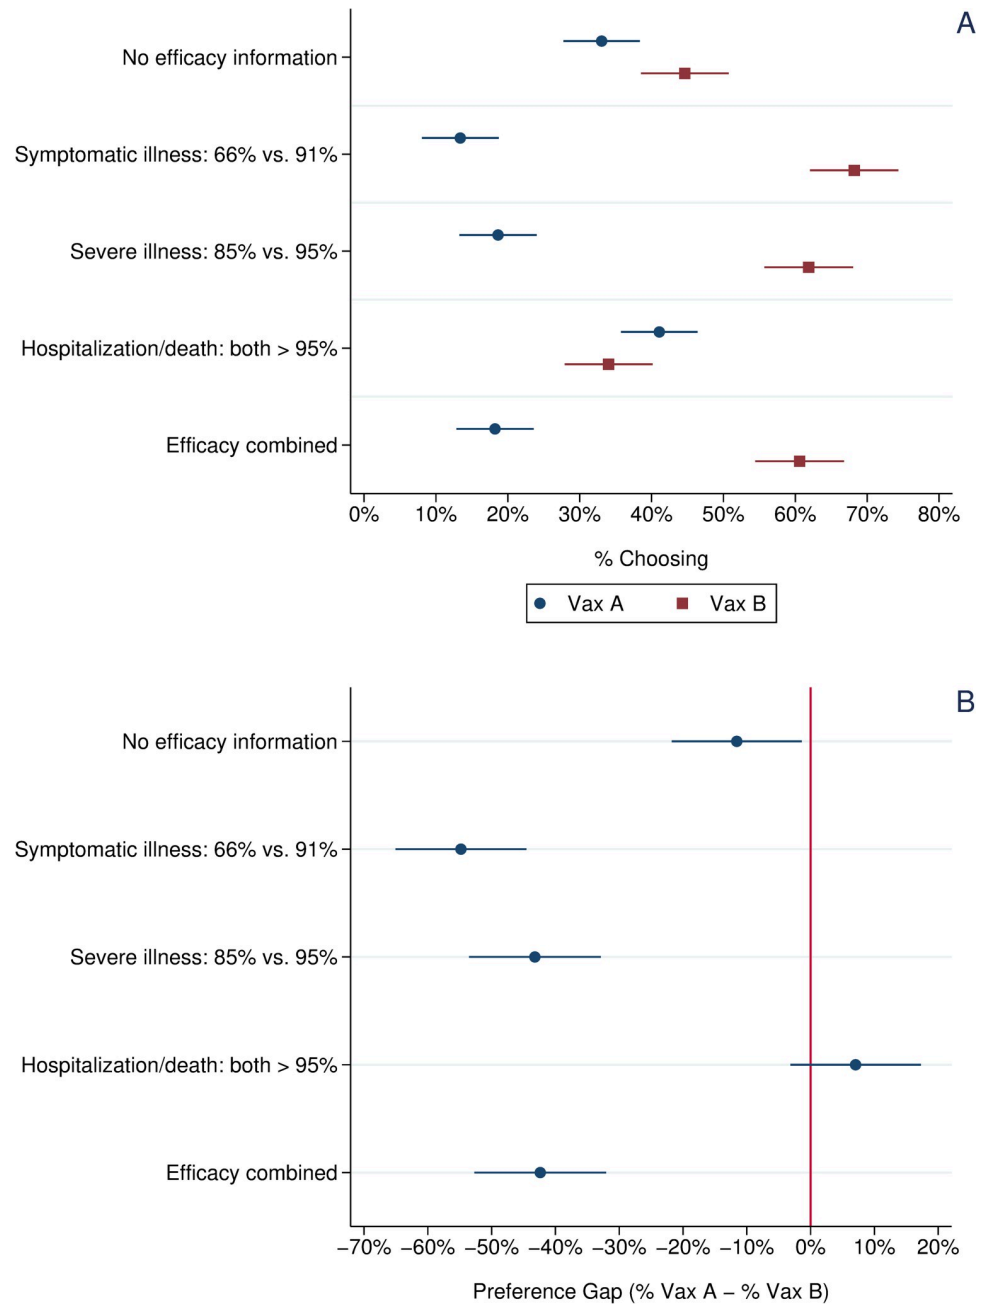 A
No efficacy information
Symptomatic illness: 66% vs. 91%
Severe illness: 85% vs. 95%
Hospitalization/death: both > 95%
Efficacy combined
0% 10% 20% 30% 40% 50% 60% 70% 80%
% Choosing
Vax A Vax B
B
No efficacy information
Symptomatic illness: 66% vs. 91%
Severe illness: 85% vs. 95%
Hospitalization/death: both > 95%
Efficacy combined
−70% −60% −50% −40% −30% −20% −10% 0% 10% 20%
Preference Gap (% Vax A − % Vax B)